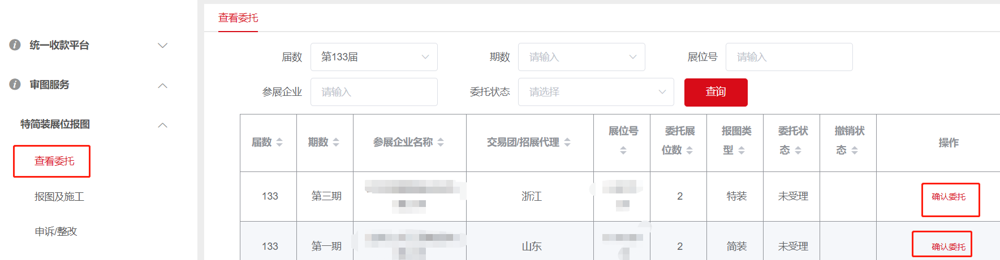 查看委托
统一收款平台
审图服务
特简装展位报图
查看委托
报图及施工
申诉/整改
届数 第133届 期数 请输入 展位号 请输入
参展企业 请输入 委托状态 请选择 查询
届数 期数 参展企业名称 交易团/招展代理 展位号 委托展位数 报图类型 委托状态 撤销状态 操作
133 第三期 浙江 2 特装 未受理 确认委托
133 第一期 山东 2 简装 未受理 确认委托